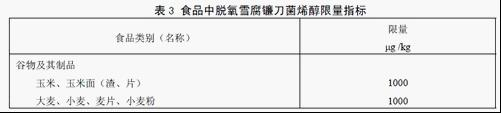 表 3 食品中脱氧雪腐镰刀菌烯醇限量指标
食品类别（名称） 限量
μg /kg
谷物及其制品
玉米、玉米面（渣、片） 1000
大麦、小麦、麦片、小麦粉 1000